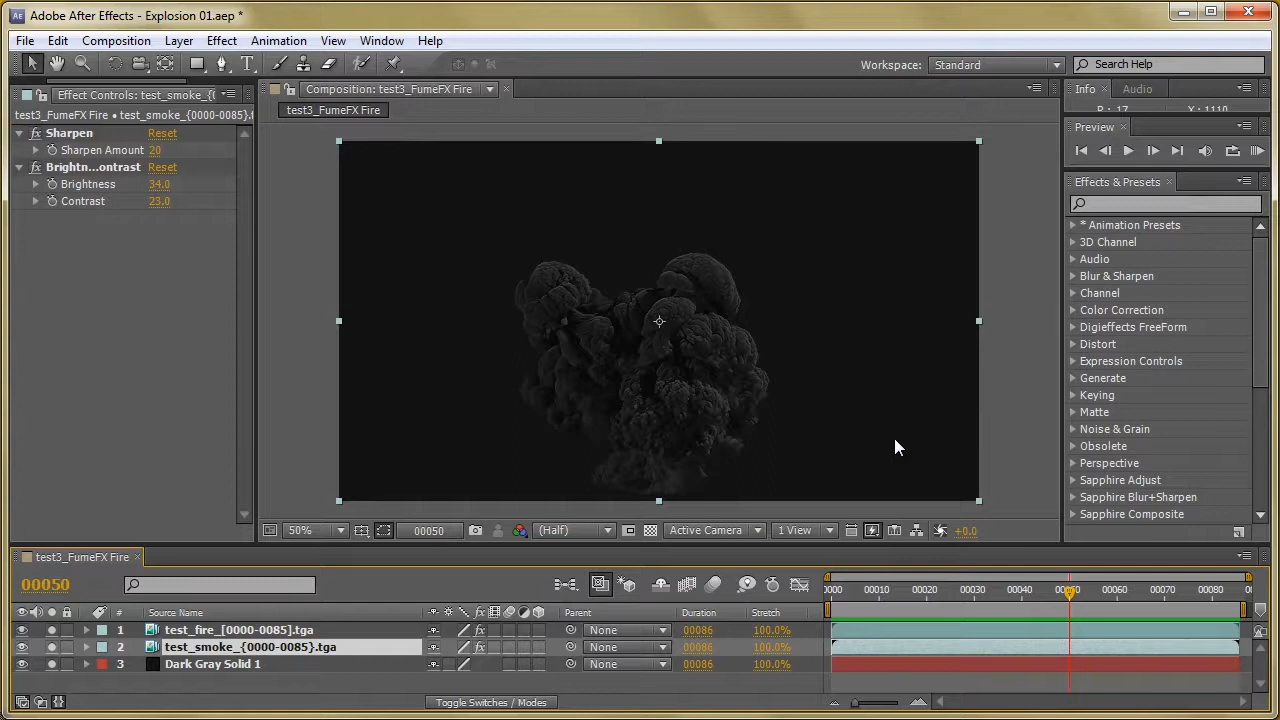 Adobe After Effects - Explosion 01.aep *
File Edit Composition Layer Effect Animation View Window Help
Workspace: Standard Search Help
Effect Controls: test_smoke_{(
test3_FumeFX Fire • test_smoke_{0000-0085}.t
Sharpen Reset
Sharpen Amount 20
Brightn...ontrast Reset
Brightness 34.0
Contrast 23.0
Composition: test3_FumeFX Fire
test3_FumeFX Fire
50% 00050 (Half) Active Camera 1 View +0.0
Info Audio
R : 17 X : 1110
Preview
Effects & Presets
* Animation Presets
3D Channel
Audio
Blur & Sharpen
Channel
Color Correction
Digieffects FreeForm
Distort
Expression Controls
Generate
Keying
Matte
Noise & Grain
Obsolete
Perspective
Sapphire Adjust
Sapphire Blur+Sharpen
Sapphire Composite
test3_FumeFX Fire
00050
0000 00010 00020 00030 00040 00050 00060 00070 00080
# Source Name Parent Duration Stretch
1 test_fire_[0000-0085].tga None 00086 100.0%
2 test_smoke_{0000-0085}.tga None 00086 100.0%
3 Dark Gray Solid 1 None 00086 100.0%
Toggle Switches / Modes